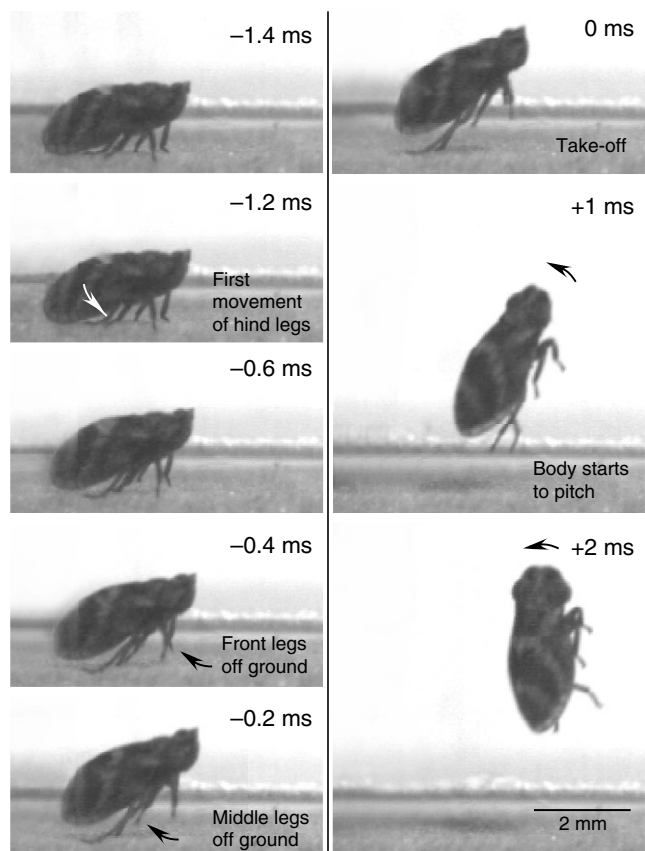 –1.4 ms
–1.2 ms
First
movement
of hind legs
–0.6 ms
–0.4 ms
Front legs
off ground
–0.2 ms
Middle legs
off ground
0 ms
Take-off
+1 ms
Body starts
to pitch
+2 ms
2 mm